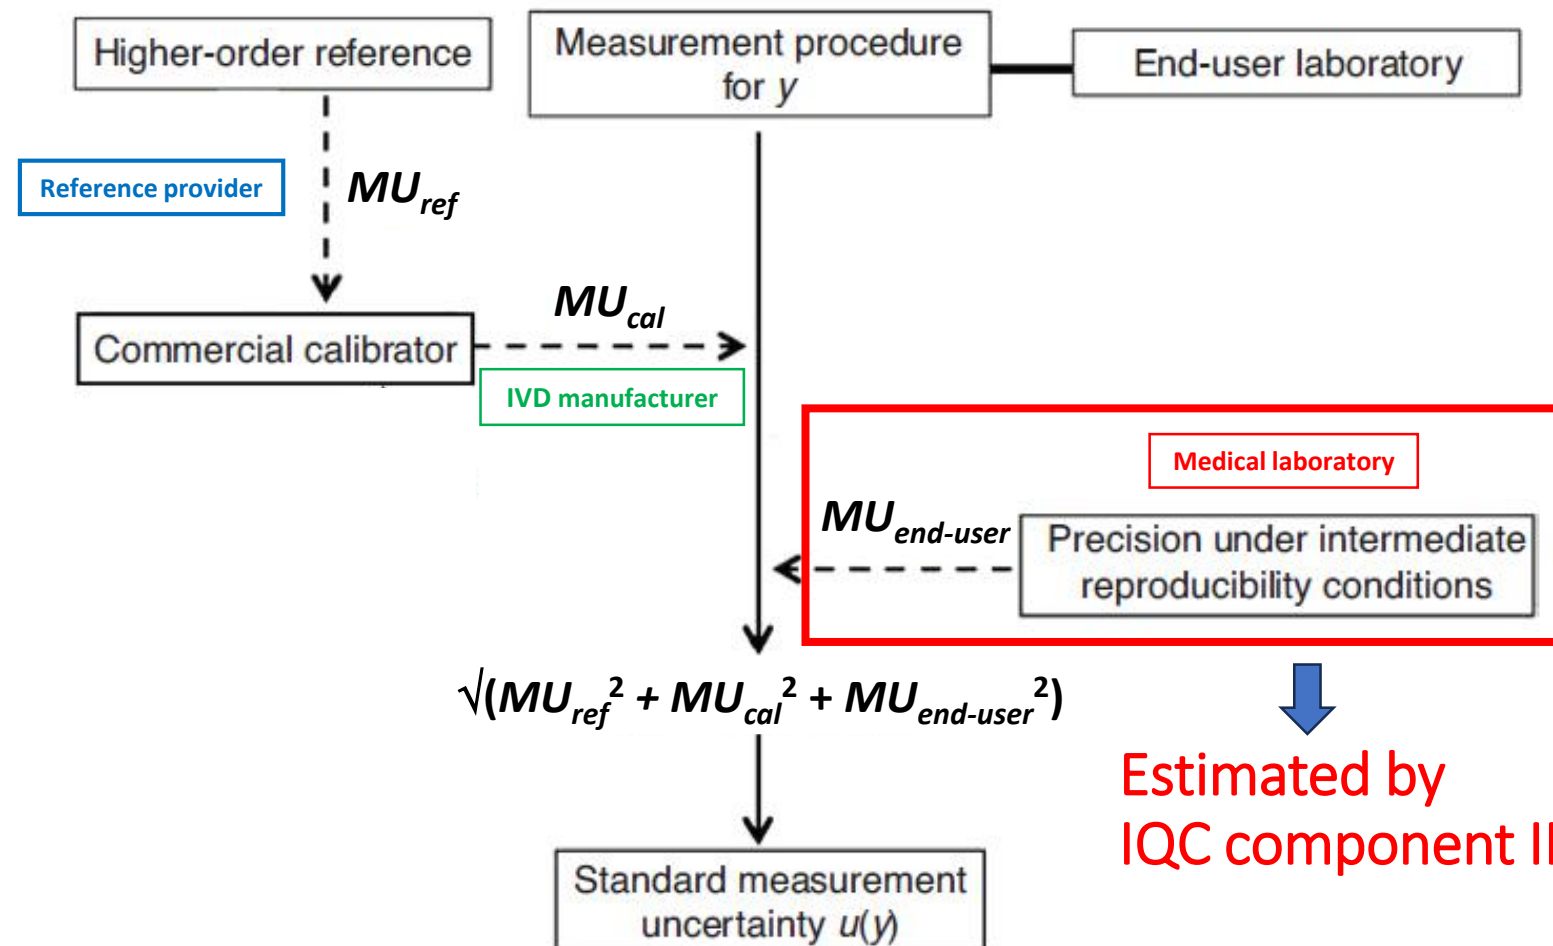 Higher-order reference
Measurement procedure
for y
End-user laboratory
Reference provider
MUref
MUcal
Commercial calibrator
IVD manufacturer
Medical laboratory
MUend-user
Precision under intermediate
reproducibility conditions
√(MUref² + MUcal² + MUend-user²)
Estimated by
IQC component II
Standard measurement
uncertainty u(y)